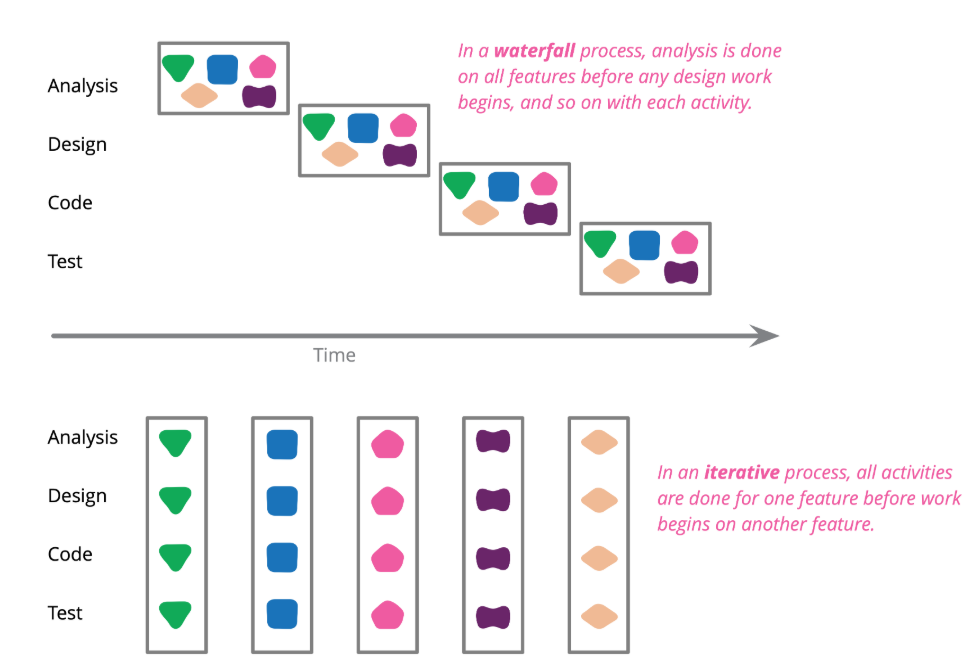 Analysis
Design
Code
Test
In a waterfall process, analysis is done
on all features before any design work
begins, and so on with each activity.
Time
Analysis
Design
Code
Test
In an iterative process, all activities
are done for one feature before work
begins on another feature.